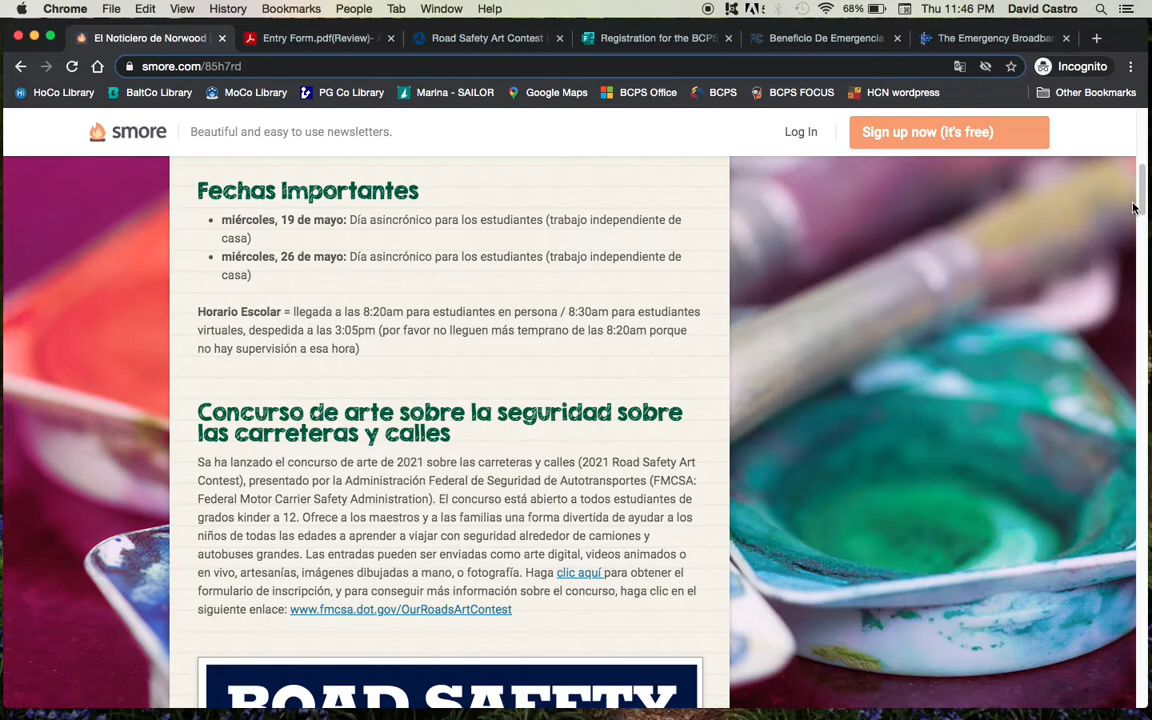 Chrome File Edit View History Bookmarks People Tab Window Help 68% Thu 11:46 PM David Castro
El Noticiero de Norwood Entry Form.pdf(Review)- A Road Safety Art Contest Registration for the BCPS Beneficio De Emergencia The Emergency Broadba
smore.com/85h7rd Incognito
HoCo Library BaltCo Library MoCo Library PG Co Library Marina - SAILOR Google Maps BCPS Office BCPS BCPS FOCUS HCN wordpress Other Bookmarks
smore Beautiful and easy to use newsletters. Log In Sign up now (it's free)
Fechas Importantes
• miércoles, 19 de mayo: Día asincrónico para los estudiantes (trabajo independiente de
casa)
• miércoles, 26 de mayo: Día asincrónico para los estudiantes (trabajo independiente de
casa)
Horario Escolar = llegada a las 8:20am para estudiantes en persona / 8:30am para estudiantes
virtuales, despedida a las 3:05pm (por favor no lleguen más temprano de las 8:20am porque
no hay supervisión a esa hora)
Concurso de arte sobre la seguridad sobre
las carreteras y calles
Sa ha lanzado el concurso de arte de 2021 sobre las carreteras y calles (2021 Road Safety Art
Contest), presentado por la Administración Federal de Seguridad de Autotransportes (FMCSA:
Federal Motor Carrier Safety Administration). El concurso está abierto a todos estudiantes de
grados kinder a 12. Ofrece a los maestros y a las familias una forma divertida de ayudar a los
niños de todas las edades a aprender a viajar con seguridad alrededor de camiones y
autobuses grandes. Las entradas pueden ser enviadas como arte digital, videos animados o
en vivo, artesanías, imágenes dibujadas a mano, o fotografía. Haga clic aquí para obtener el
formulario de inscripción, y para conseguir más información sobre el concurso, haga clic en el
siguiente enlace: www.fmcsa.dot.gov/OurRoadsArtContest
ROAD SAFETY